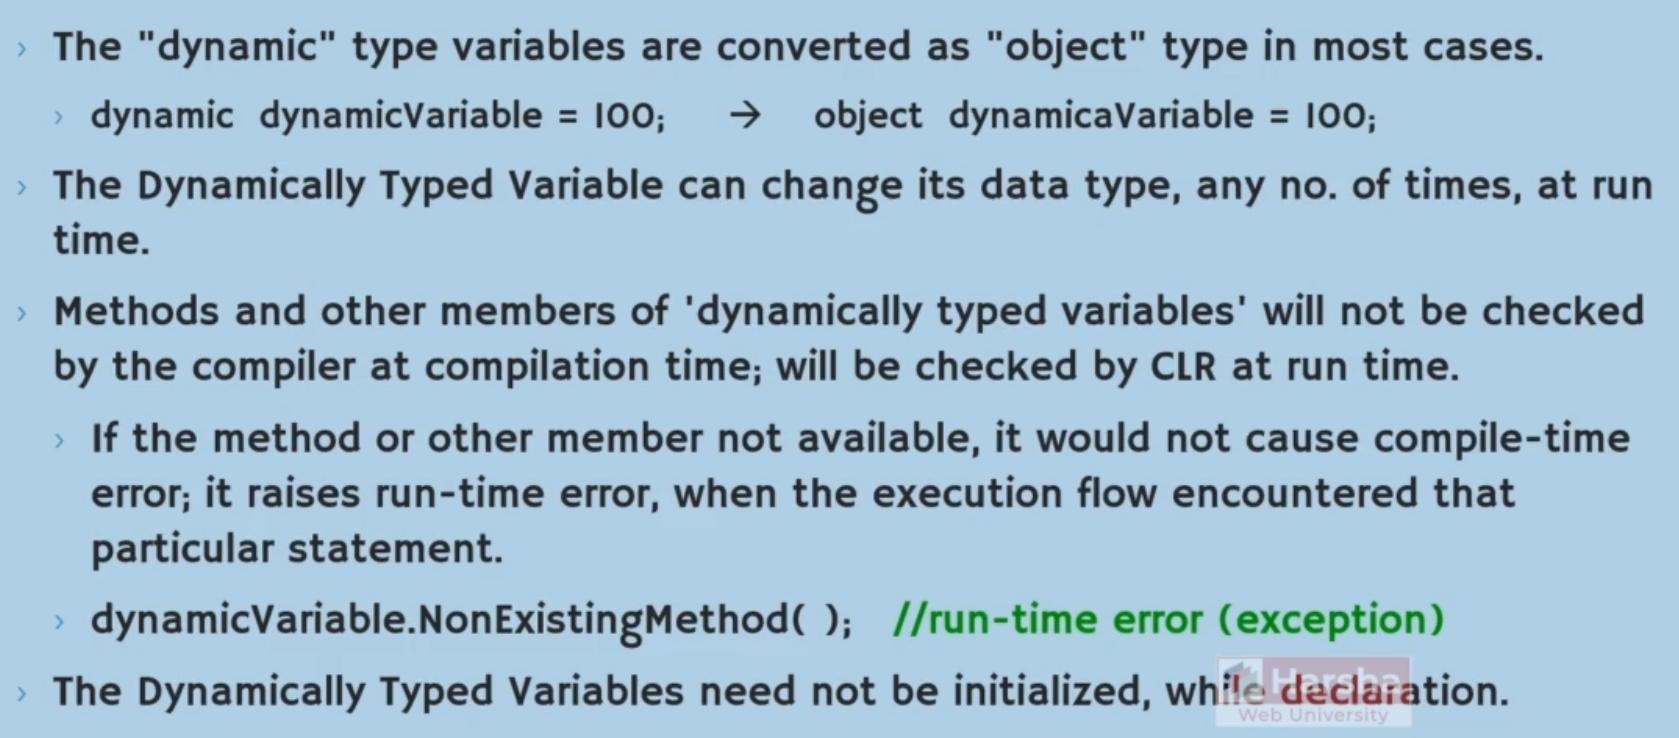 › The "dynamic" type variables are converted as "object" type in most cases.
› dynamic dynamicVariable = 100; → object dynamicaVariable = 100;
› The Dynamically Typed Variable can change its data type, any no. of times, at run
time.
› Methods and other members of 'dynamically typed variables' will not be checked
by the compiler at compilation time; will be checked by CLR at run time.
› If the method or other member not available, it would not cause compile-time
error; it raises run-time error, when the execution flow encountered that
particular statement.
› dynamicVariable.NonExistingMethod( ); //run-time error (exception)
› The Dynamically Typed Variables need not be initialized, while declaration.
Harsha
Web University